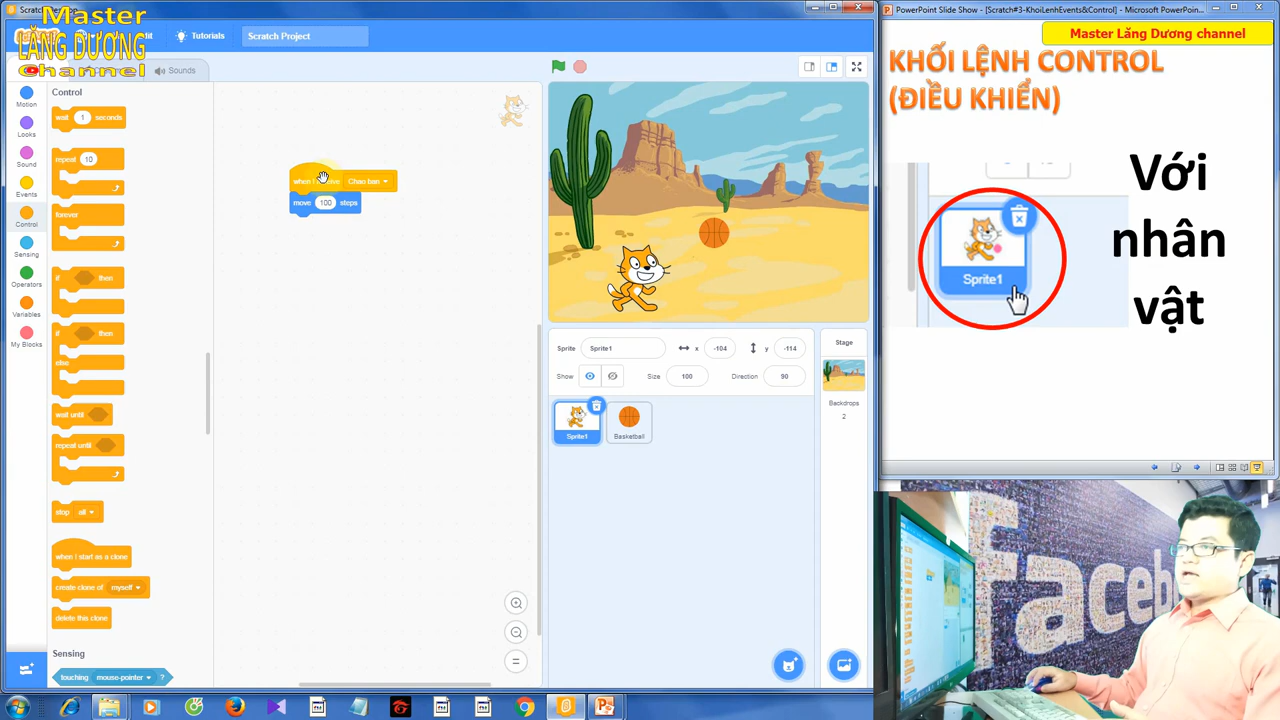 Master
LĂNG DƯƠNG
Channel
Tutorials
Scratch Project
Sounds
Motion
Looks
Sound
Events
Control
Sensing
Operators
Variables
My Blocks
Control
wait 1 seconds
repeat 10
forever
if then
if then
else
wait until
repeat until
stop all
when I start as a clone
create clone of myself
delete this clone
Sensing
touching mouse-pointer ?
when I Chao ban
move 100 steps
Sprite Sprite1 x -104 y -114
Show Size 100 Direction 90
Sprite1
Basketball
Stage
Backdrops
2
PowerPoint Slide Show - [Scratch#3-KhoiLenhEvents&Control] - Microsoft PowerPoin...
Master Lăng Dương channel
KHỐI LỆNH CONTROL
(ĐIỀU KHIỂN)
Sprite1
Với
nhân
vật